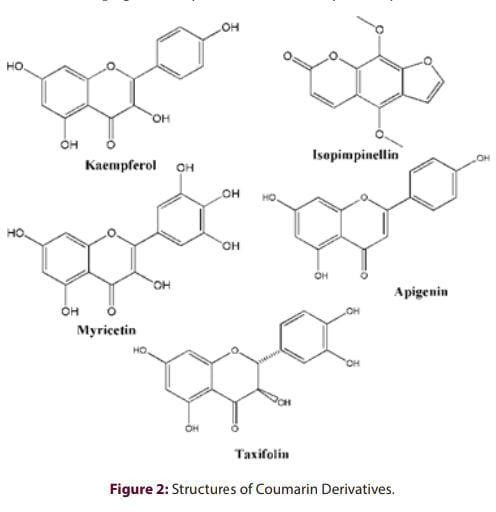 OH
HO
O
OH
OH
O
Kaempferol
O
O
O
O
O
Isopimpinellin
OH
OH
HO
O
OH
OH
OH
O
Myricetin
OH
HO
O
OH
O
Apigenin
OH
HO
O
OH
OH
OH
O
Taxifolin
Figure 2: Structures of Coumarin Derivatives.